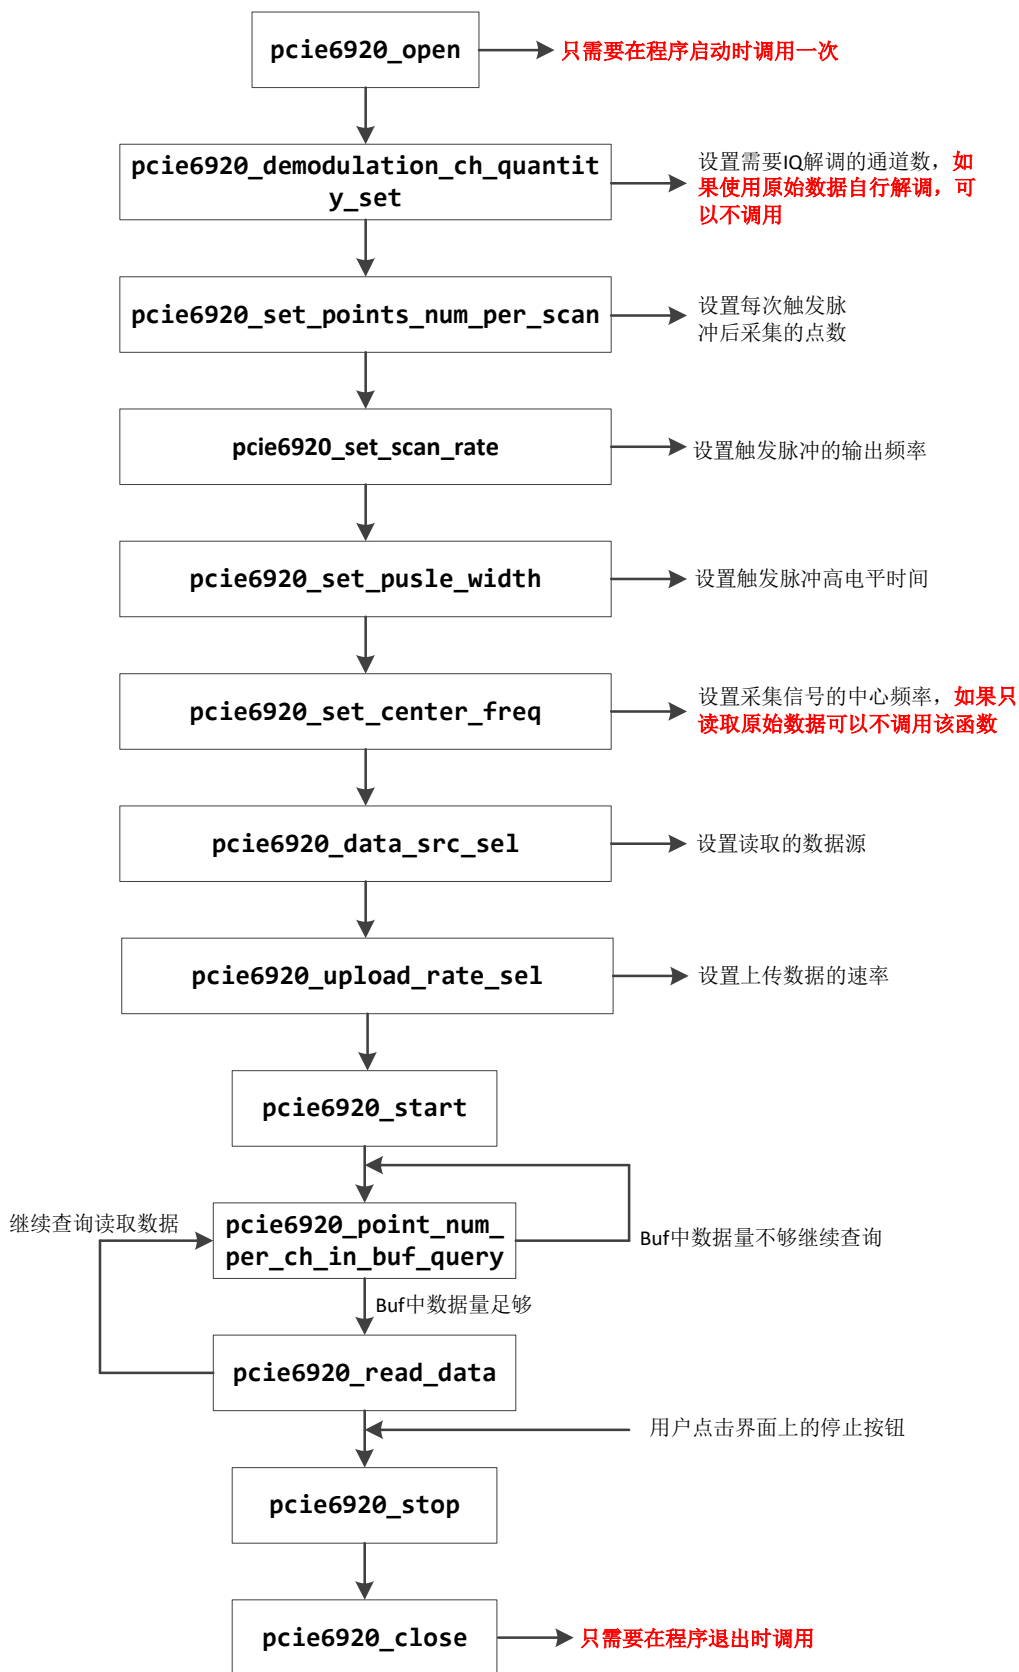 pcie6920_open
只需要在程序启动时调用一次
pcie6920_demodulation_ch_quantit
y_set
设置需要IQ解调的通道数，如
果使用原始数据自行解调，可
以不调用
pcie6920_set_points_num_per_scan
设置每次触发脉
冲后采集的点数
pcie6920_set_scan_rate
设置触发脉冲的输出频率
pcie6920_set_pusle_width
设置触发脉冲高电平时间
pcie6920_set_center_freq
设置采集信号的中心频率，如果只
读取原始数据可以不调用该函数
pcie6920_data_src_sel
设置读取的数据源
pcie6920_upload_rate_sel
设置上传数据的速率
pcie6920_start
继续查询读取数据
pcie6920_point_num_
per_ch_in_buf_query
Buf中数据量不够继续查询
Buf中数据量足够
pcie6920_read_data
用户点击界面上的停止按钮
pcie6920_stop
pcie6920_close
只需要在程序退出时调用